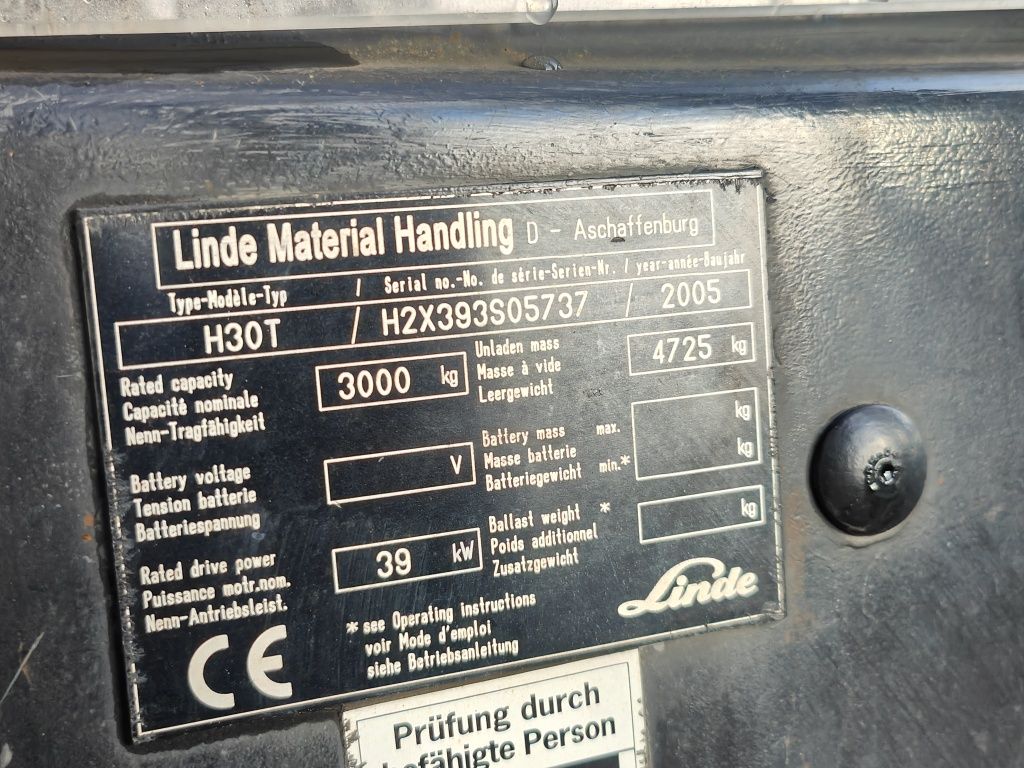 Linde Material Handling D - Aschaffenburg
Type-Modèle-Typ / Serial no.-No. de série-Serien-Nr. / year-année-Baujahr
H30T / H2X393S05737 / 2005
Rated capacity
Capacité nominale
Nenn-Tragfähigkeit
3000 kg
Unladen mass
Masse à vide
Leergewicht
4725 kg
Battery voltage
Tension batterie
Batteriespannung
V
Battery mass max.
Masse batterie
Batteriegewicht min.*
kg
kg
Rated drive power
Puissance motr.nom.
Nenn-Antriebsleist.
39 kW
Ballast weight *
Poids additionnel
Zusatzgewicht
kg
CE
* see Operating instructions
voir Mode d'emploi
siehe Betriebsanleitung
Linde
Prüfung durch
befähigte Person